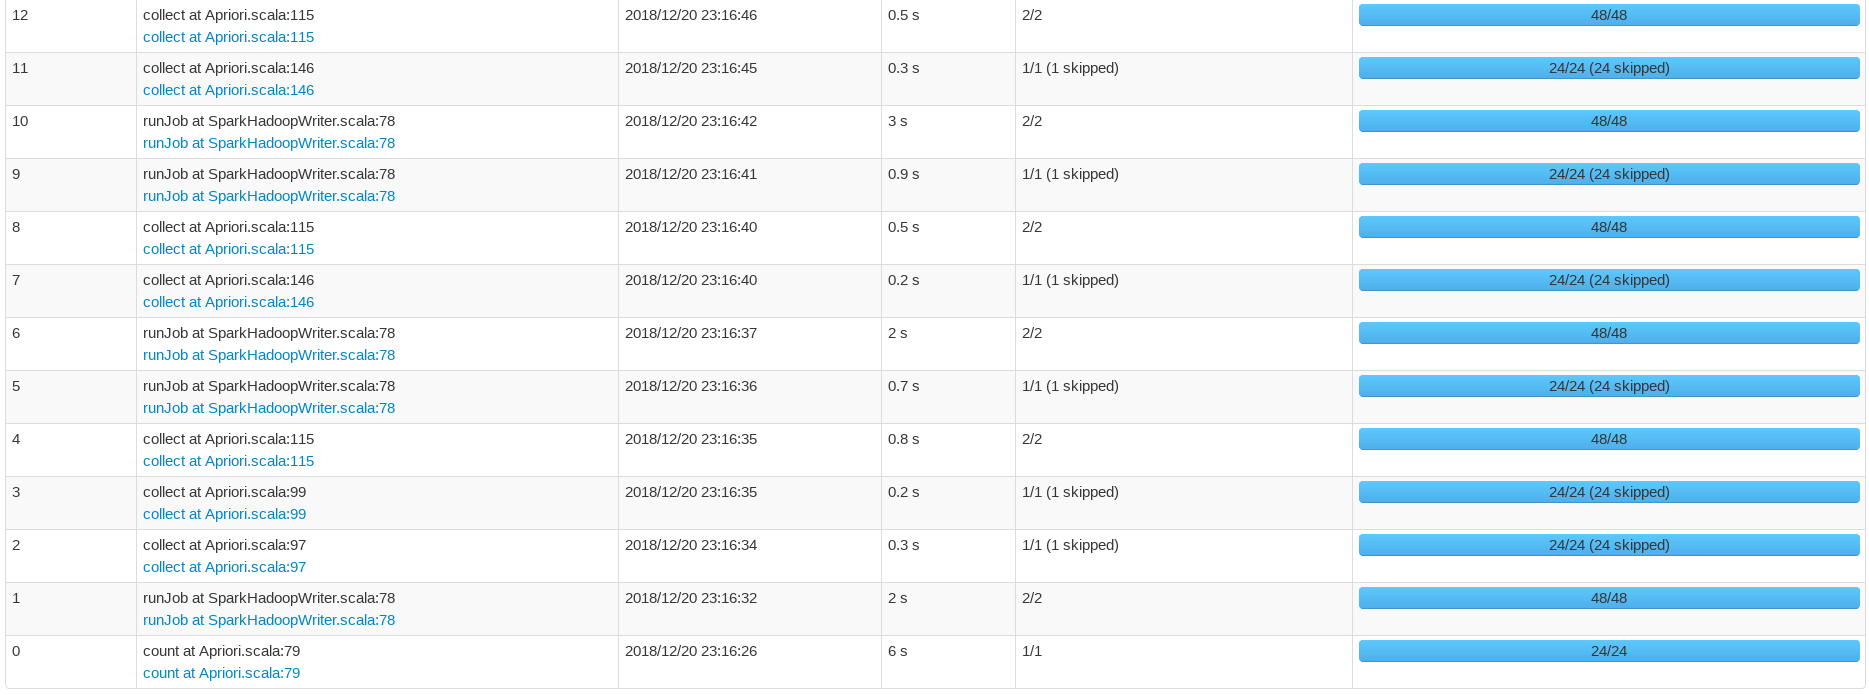 12 collect at Apriori.scala:115 2018/12/20 23:16:46 0.5 s 2/2 48/48
collect at Apriori.scala:115
11 collect at Apriori.scala:146 2018/12/20 23:16:45 0.3 s 1/1 (1 skipped) 24/24 (24 skipped)
collect at Apriori.scala:146
10 runJob at SparkHadoopWriter.scala:78 2018/12/20 23:16:42 3 s 2/2 48/48
runJob at SparkHadoopWriter.scala:78
9 runJob at SparkHadoopWriter.scala:78 2018/12/20 23:16:41 0.9 s 1/1 (1 skipped) 24/24 (24 skipped)
runJob at SparkHadoopWriter.scala:78
8 collect at Apriori.scala:115 2018/12/20 23:16:40 0.5 s 2/2 48/48
collect at Apriori.scala:115
7 collect at Apriori.scala:146 2018/12/20 23:16:40 0.2 s 1/1 (1 skipped) 24/24 (24 skipped)
collect at Apriori.scala:146
6 runJob at SparkHadoopWriter.scala:78 2018/12/20 23:16:37 2 s 2/2 48/48
runJob at SparkHadoopWriter.scala:78
5 runJob at SparkHadoopWriter.scala:78 2018/12/20 23:16:36 0.7 s 1/1 (1 skipped) 24/24 (24 skipped)
runJob at SparkHadoopWriter.scala:78
4 collect at Apriori.scala:115 2018/12/20 23:16:35 0.8 s 2/2 48/48
collect at Apriori.scala:115
3 collect at Apriori.scala:99 2018/12/20 23:16:35 0.2 s 1/1 (1 skipped) 24/24 (24 skipped)
collect at Apriori.scala:99
2 collect at Apriori.scala:97 2018/12/20 23:16:34 0.3 s 1/1 (1 skipped) 24/24 (24 skipped)
collect at Apriori.scala:97
1 runJob at SparkHadoopWriter.scala:78 2018/12/20 23:16:32 2 s 2/2 48/48
runJob at SparkHadoopWriter.scala:78
0 count at Apriori.scala:79 2018/12/20 23:16:26 6 s 1/1 24/24
count at Apriori.scala:79